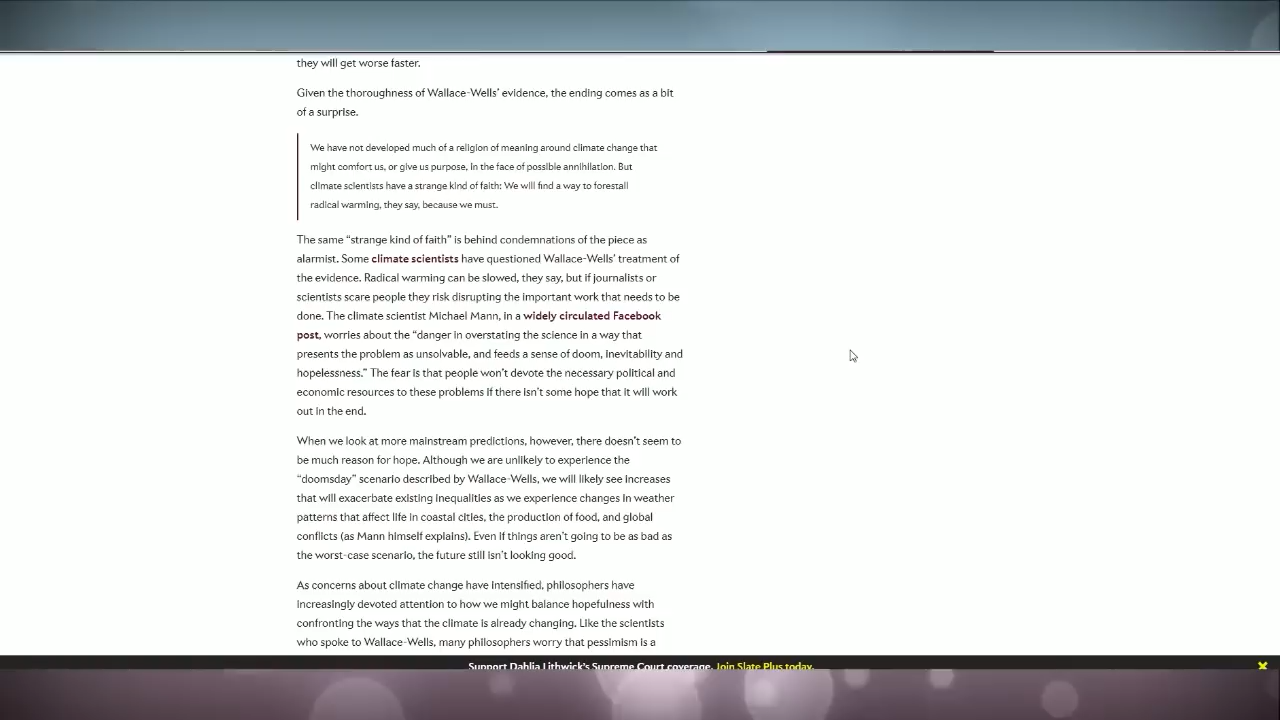 they will get worse faster.
Given the thoroughness of Wallace-Wells’ evidence, the ending comes as a bit
of a surprise.
We have not developed much of a religion of meaning around climate change that
might comfort us, or give us purpose, in the face of possible annihilation. But
climate scientists have a strange kind of faith: We will find a way to forestall
radical warming, they say, because we must.
The same “strange kind of faith” is behind condemnations of the piece as
alarmist. Some climate scientists have questioned Wallace-Wells’ treatment of
the evidence. Radical warming can be slowed, they say, but if journalists or
scientists scare people they risk disrupting the important work that needs to be
done. The climate scientist Michael Mann, in a widely circulated Facebook
post, worries about the “danger in overstating the science in a way that
presents the problem as unsolvable, and feeds a sense of doom, inevitability and
hopelessness.” The fear is that people won’t devote the necessary political and
economic resources to these problems if there isn’t some hope that it will work
out in the end.
When we look at more mainstream predictions, however, there doesn’t seem to
be much reason for hope. Although we are unlikely to experience the
“doomsday” scenario described by Wallace-Wells, we will likely see increases
that will exacerbate existing inequalities as we experience changes in weather
patterns that affect life in coastal cities, the production of food, and global
conflicts (as Mann himself explains). Even if things aren’t going to be as bad as
the worst-case scenario, the future still isn’t looking good.
As concerns about climate change have intensified, philosophers have
increasingly devoted attention to how we might balance hopefulness with
confronting the ways that the climate is already changing. Like the scientists
who spoke to Wallace-Wells, many philosophers worry that pessimism is a
Support Dahlia Lithwick’s Supreme Court coverage. Join Slate Plus today.